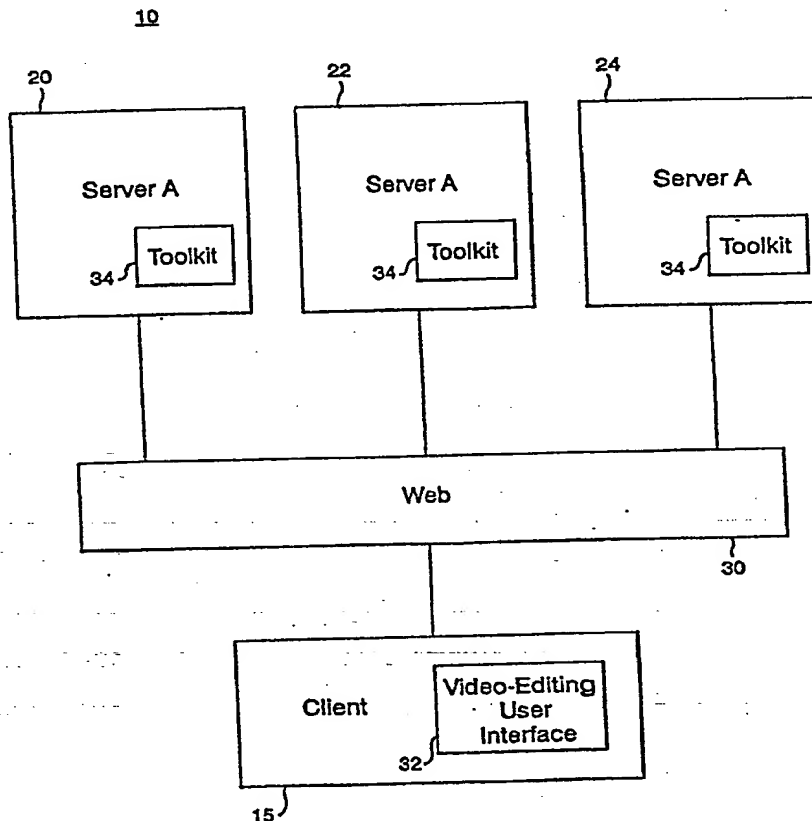 10
20
22
24
Server A
Server A
Server A
Toolkit
Toolkit
Toolkit
34
34
34
Web
30
Client
Video-Editing
User
Interface
32
15